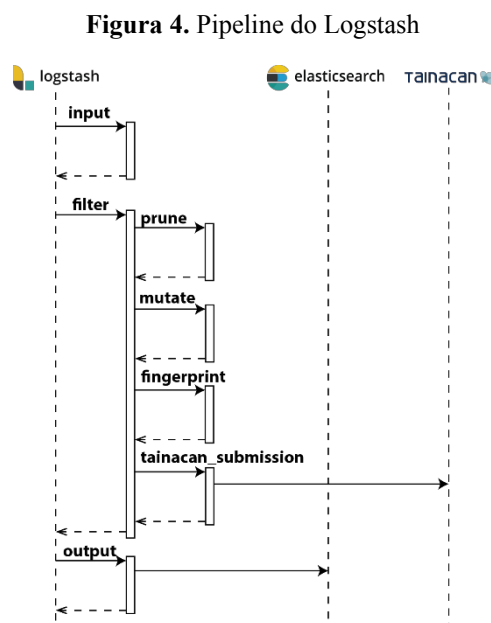 Figura 4. Pipeline do Logstash
logstash
elasticsearch
TAINACAN
input
filter
prune
mutate
fingerprint
tainacan_submission
output